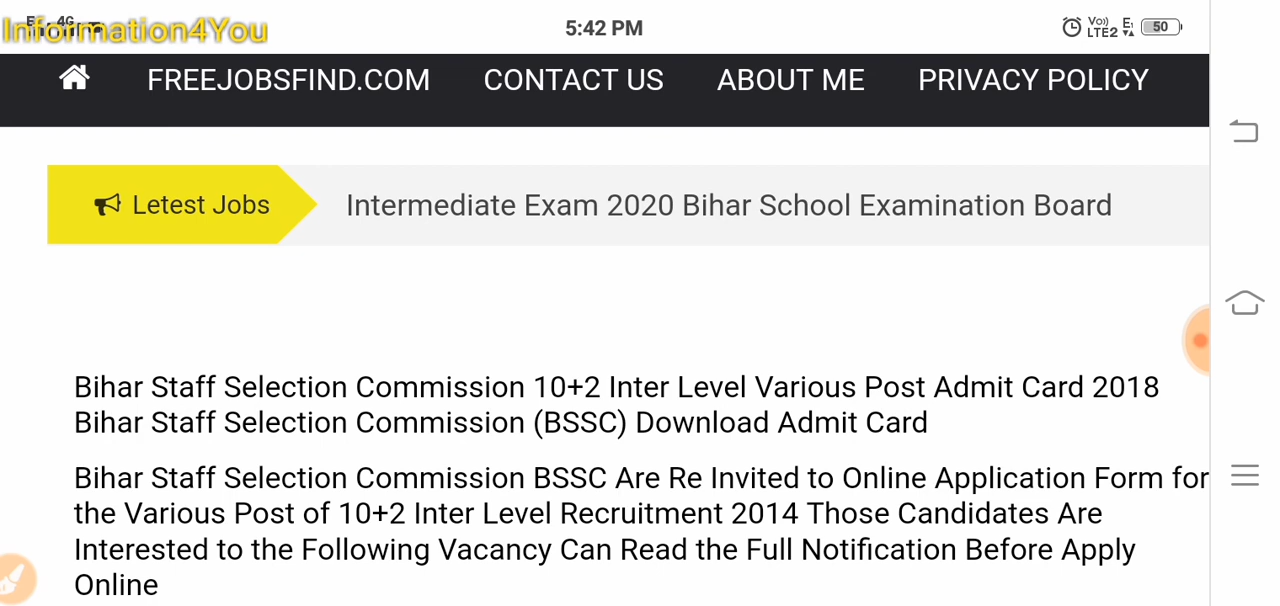 Information4You
4G
5:42 PM
Vo))
LTE2
50
FREEJOBSFIND.COM CONTACT US ABOUT ME PRIVACY POLICY
Letest Jobs Intermediate Exam 2020 Bihar School Examination Board
Bihar Staff Selection Commission 10+2 Inter Level Various Post Admit Card 2018
Bihar Staff Selection Commission (BSSC) Download Admit Card
Bihar Staff Selection Commission BSSC Are Re Invited to Online Application Form for
the Various Post of 10+2 Inter Level Recruitment 2014 Those Candidates Are
Interested to the Following Vacancy Can Read the Full Notification Before Apply
Online